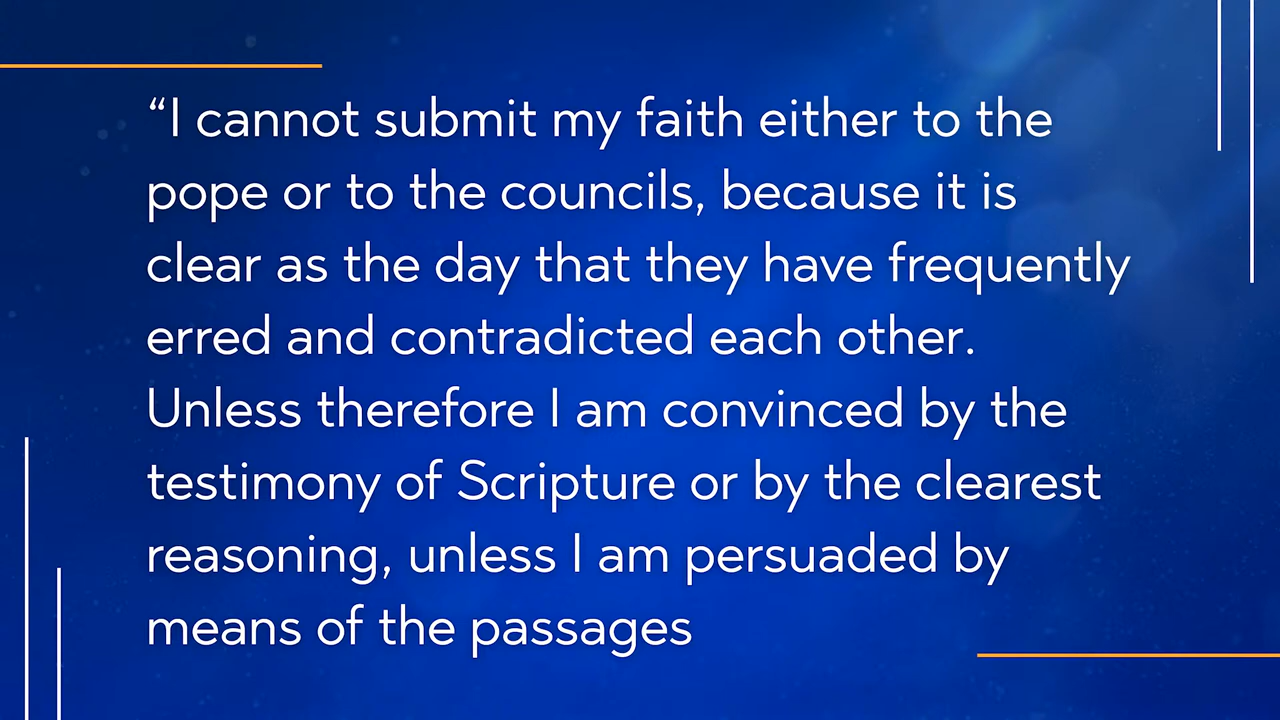 “I cannot submit my faith either to the
pope or to the councils, because it is
clear as the day that they have frequently
erred and contradicted each other.
Unless therefore I am convinced by the
testimony of Scripture or by the clearest
reasoning, unless I am persuaded by
means of the passages